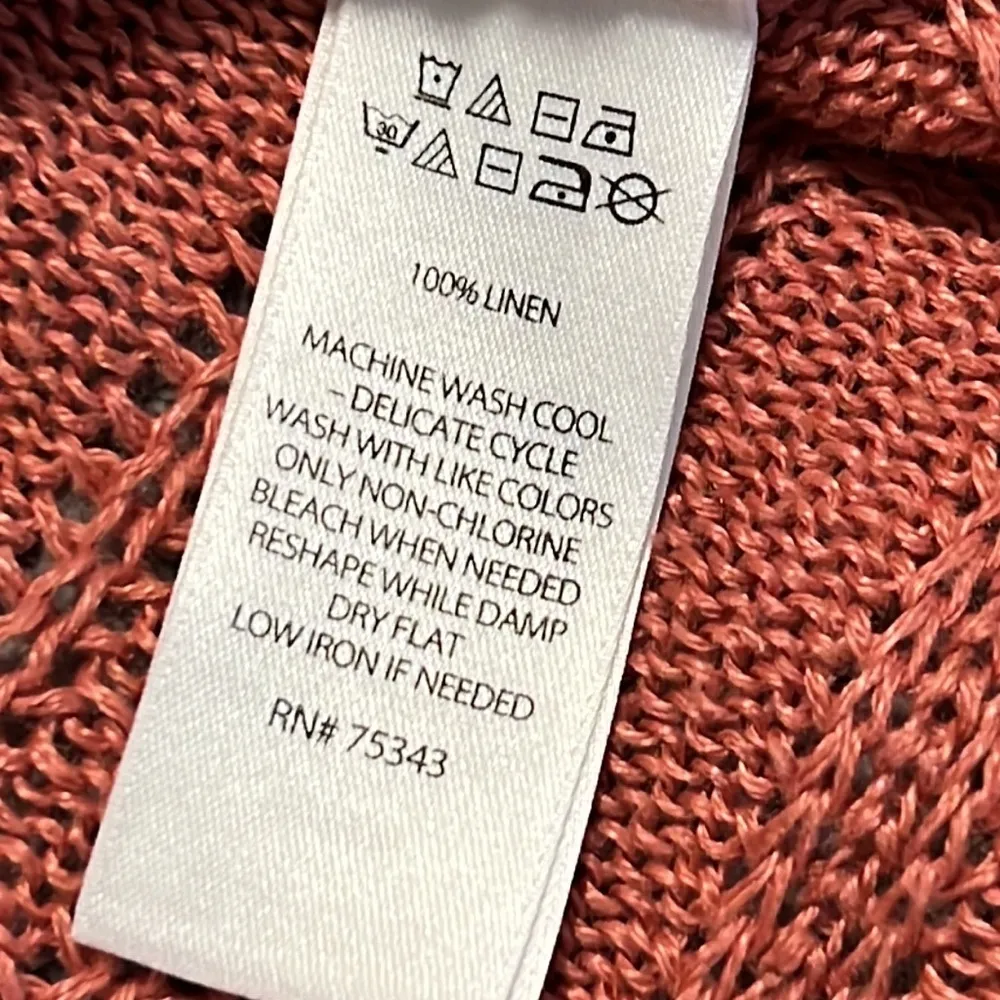 30
100% LINEN
MACHINE WASH COOL
– DELICATE CYCLE
WASH WITH LIKE COLORS
ONLY NON-CHLORINE
BLEACH WHEN NEEDED
RESHAPE WHILE DAMP
DRY FLAT
LOW IRON IF NEEDED
RN# 75343